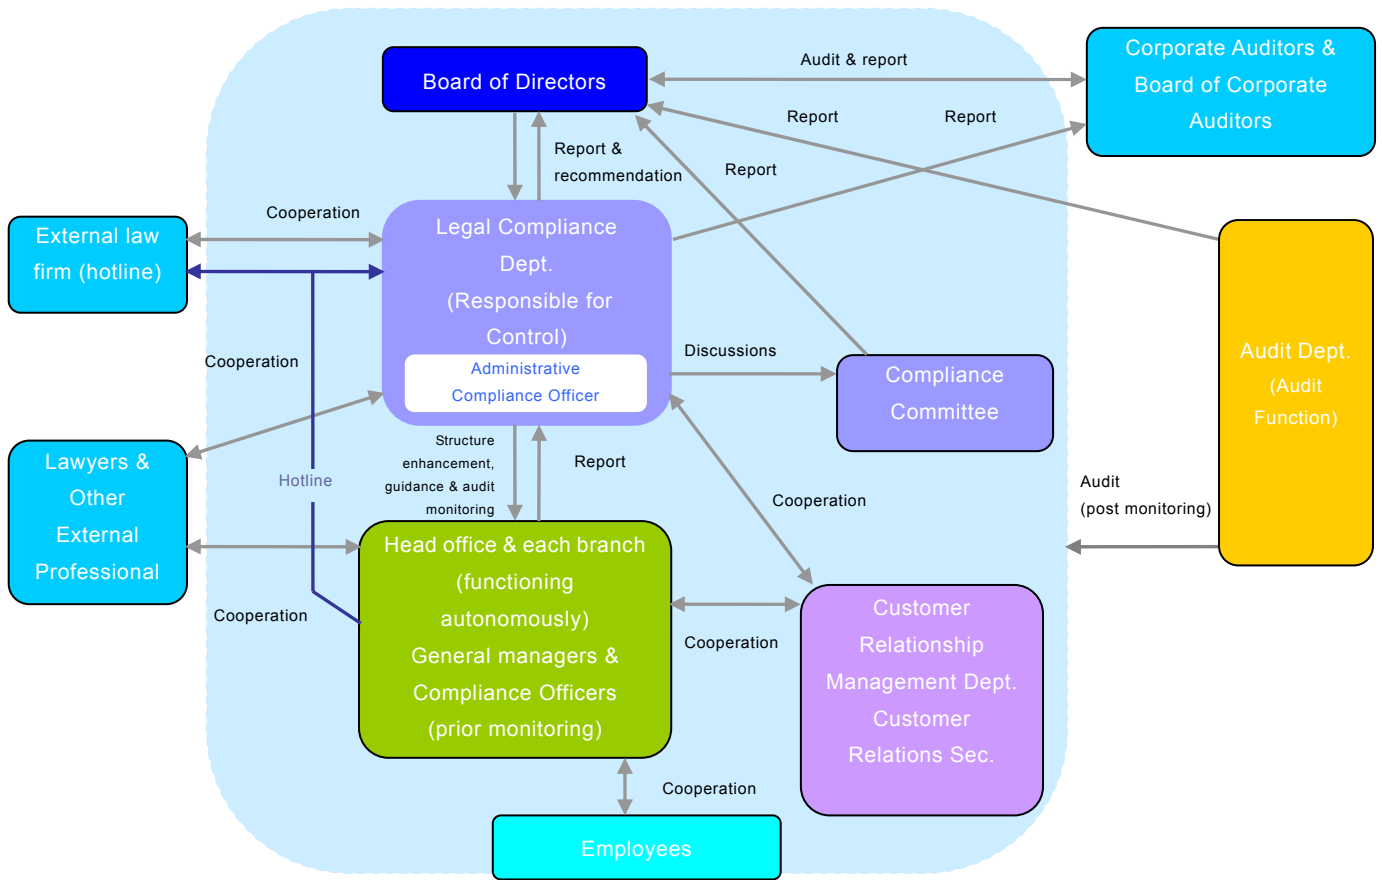 Board of Directors
Audit & report
Corporate Auditors &
Board of Corporate
Auditors
Report
Report
Report &
recommendation
Report
Cooperation
External law
firm (hotline)
Legal Compliance
Dept.
(Responsible for
Control)
Administrative
Compliance Officer
Discussions
Compliance
Committee
Audit Dept.
(Audit
Function)
Cooperation
Structure
enhancement,
guidance & audit
monitoring
Report
Lawyers &
Other
External
Professional
Hotline
Cooperation
Audit
(post monitoring)
Head office & each branch
(functioning
autonomously)
General managers &
Compliance Officers
(prior monitoring)
Cooperation
Cooperation
Customer
Relationship
Management Dept.
Customer
Relations Sec.
Cooperation
Employees